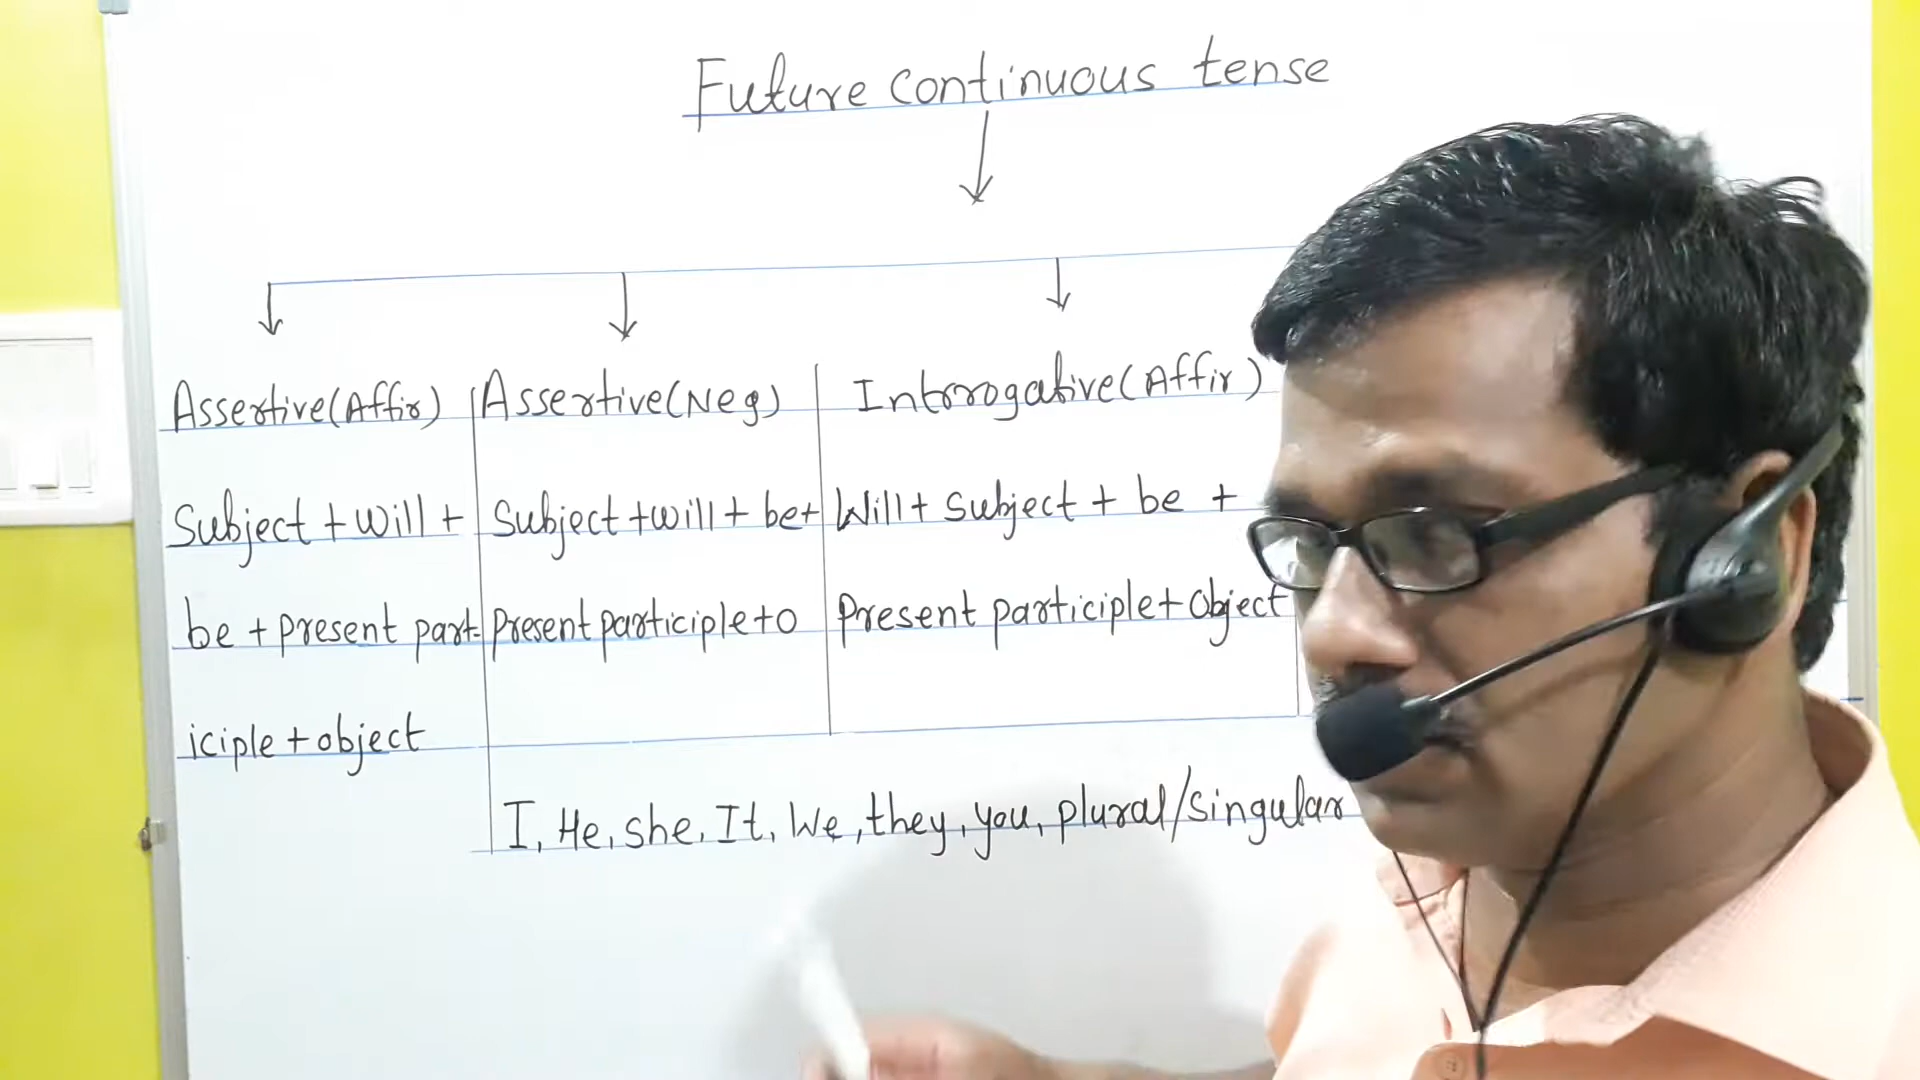 Future continuous tense
Assertive(Affir)
Assertive(Neg)
Introrogative(Affir)
Subject + will +
be + present part-
iciple + object
Subject + will + be +
Present participle + o
Will + Subject + be +
Present participle + Object
I, He, she, It, We, they, you, plural/singular